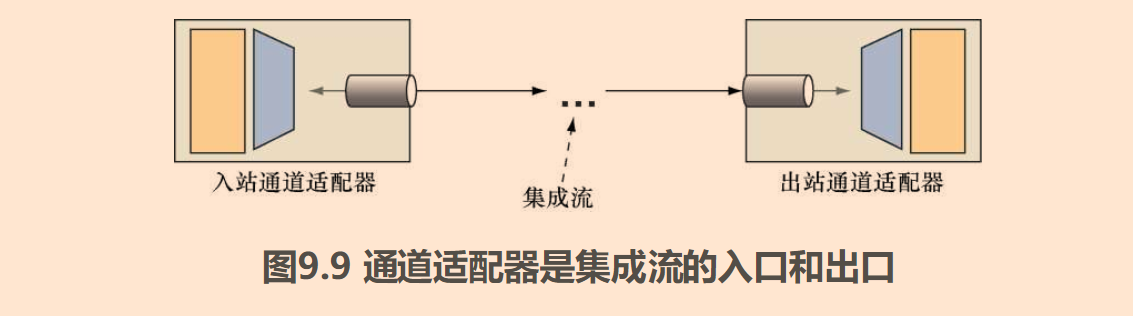 入站通道适配器
集成流
出站通道适配器
图9.9 通道适配器是集成流的入口和出口